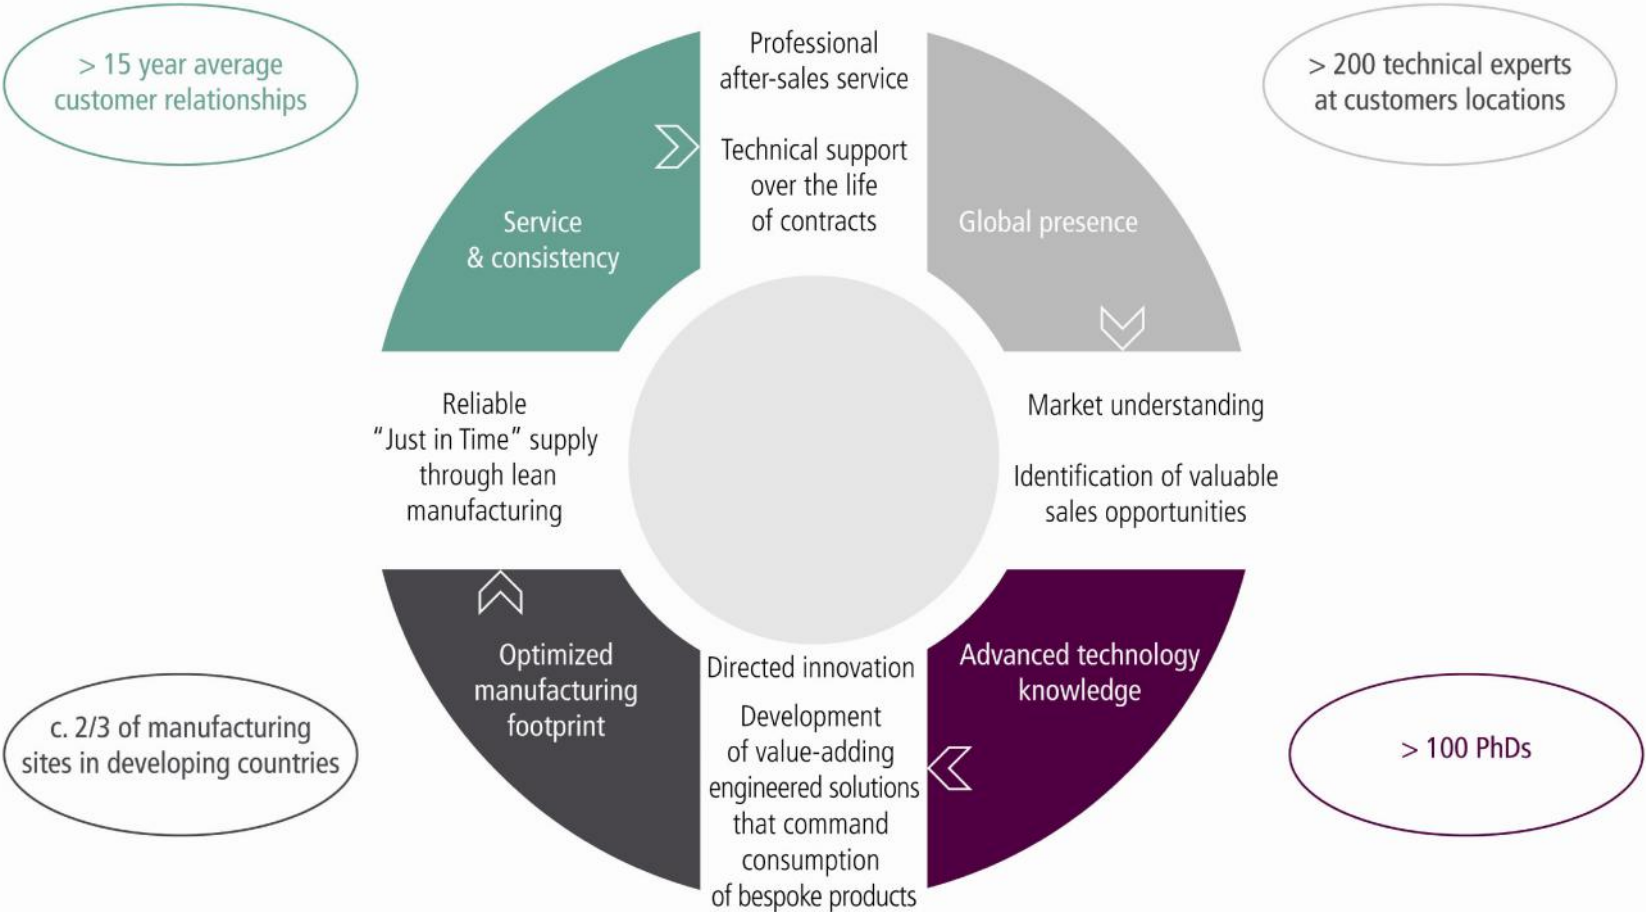 > 15 year average
customer relationships
Professional
after-sales service
Technical support
over the life
of contracts
> 200 technical experts
at customers locations
Service
& consistency
Global presence
Reliable
“Just in Time” supply
through lean
manufacturing
Market understanding
Identification of valuable
sales opportunities
Optimized
manufacturing
footprint
Directed innovation
Development
of value-adding
engineered solutions
that command
consumption
of bespoke products
Advanced technology
knowledge
c. 2/3 of manufacturing
sites in developing countries
> 100 PhDs